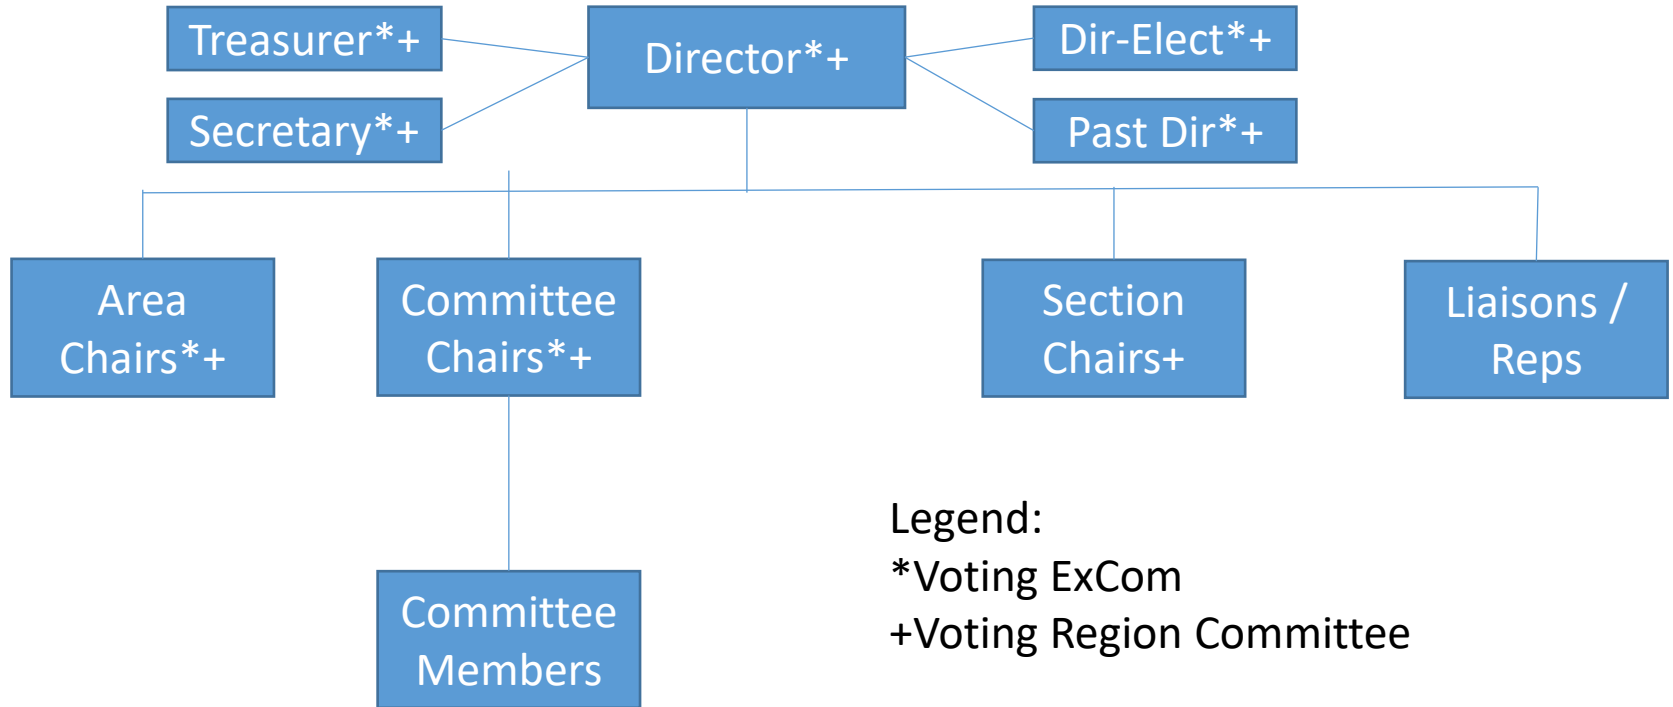 Treasurer*+
Director*+
Dir-Elect*+
Secretary*+
Past Dir*+
Area
Chairs*+
Committee
Chairs*+
Section
Chairs+
Liaisons /
Reps
Committee
Members
Legend:
*Voting ExCom
+Voting Region Committee